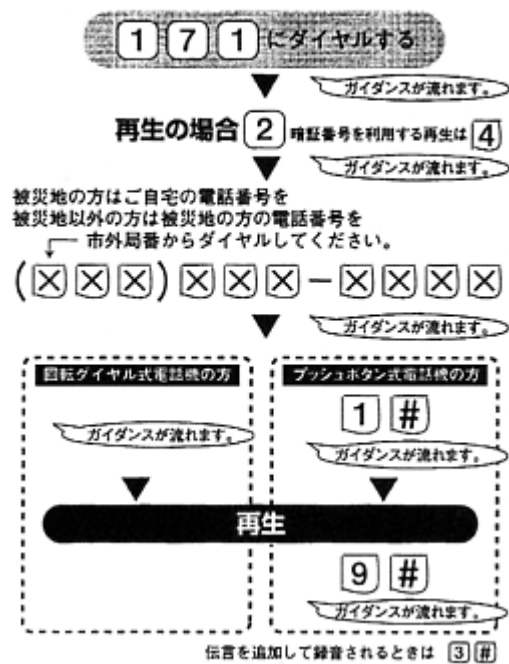 171にダイヤルする
ガイダンスが流れます。
再生の場合2 暗証番号を利用する再生は4
ガイダンスが流れます。
被災地の方はご自宅の電話番号を
被災地以外の方は被災地の方の電話番号を
市外局番からダイヤルしてください。
(×××)×××-××××
ガイダンスが流れます。
回転ダイヤル式電話機の方
ガイダンスが流れます。
プッシュボタン式電話機の方
1#
ガイダンスが流れます。
再生
9#
ガイダンスが流れます。
伝言を追加して録音されるときは 3#